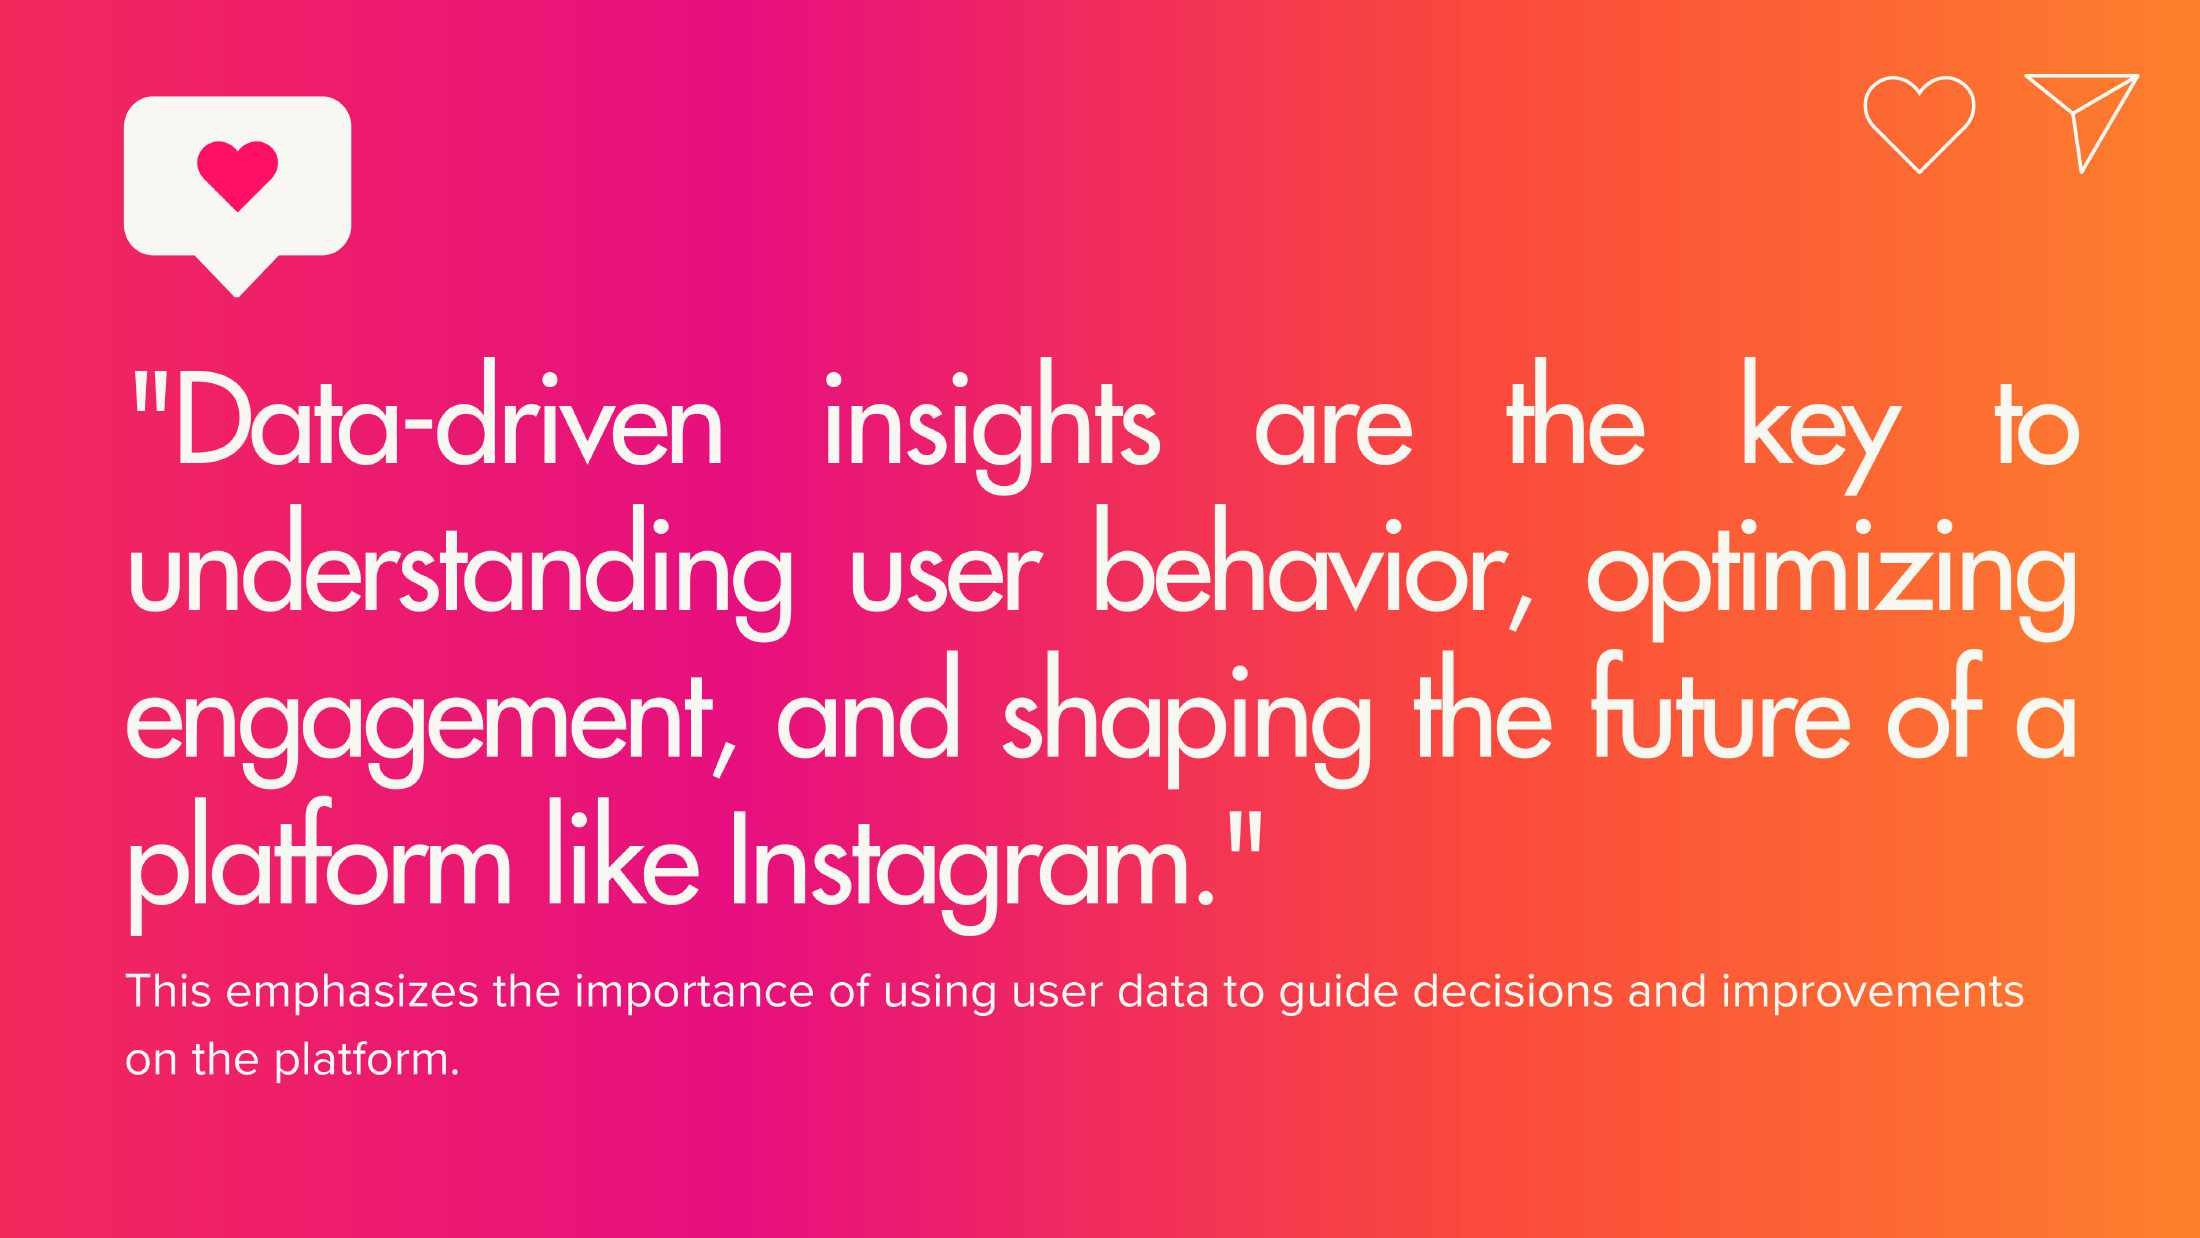 "Data-driven insights are the key to
understanding user behavior, optimizing
engagement, and shaping the future of a
platform like Instagram."
This emphasizes the importance of using user data to guide decisions and improvements
on the platform.